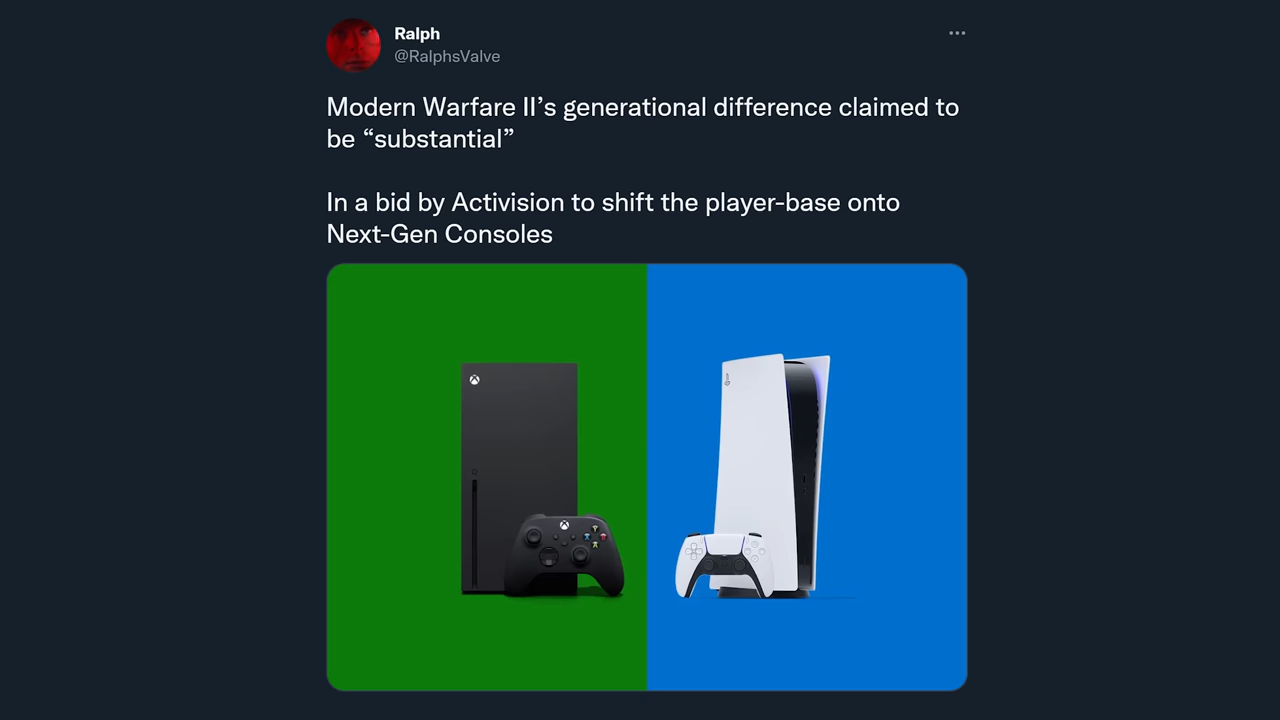 Ralph
@RalphsValve
Modern Warfare II’s generational difference claimed to
be “substantial”
In a bid by Activision to shift the player-base onto
Next-Gen Consoles